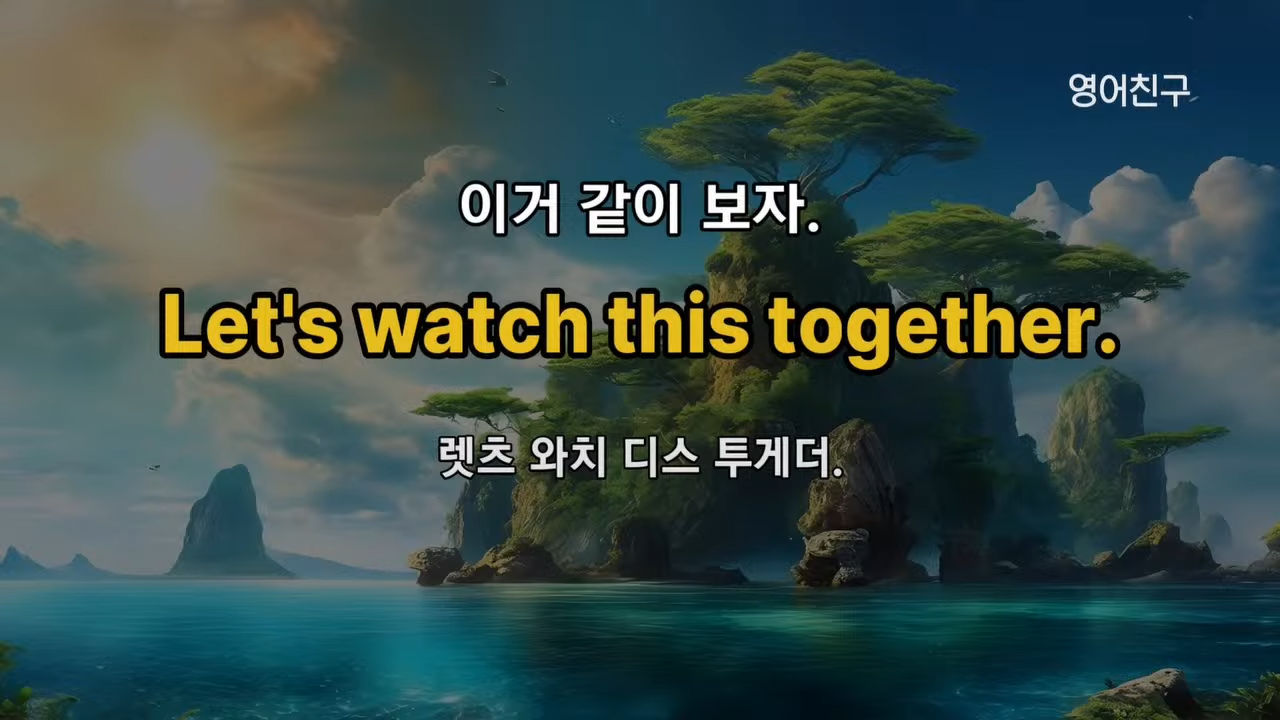 영어친구
이거 같이 보자.
Let's watch this together.
렛츠 와치 디스 투게더.